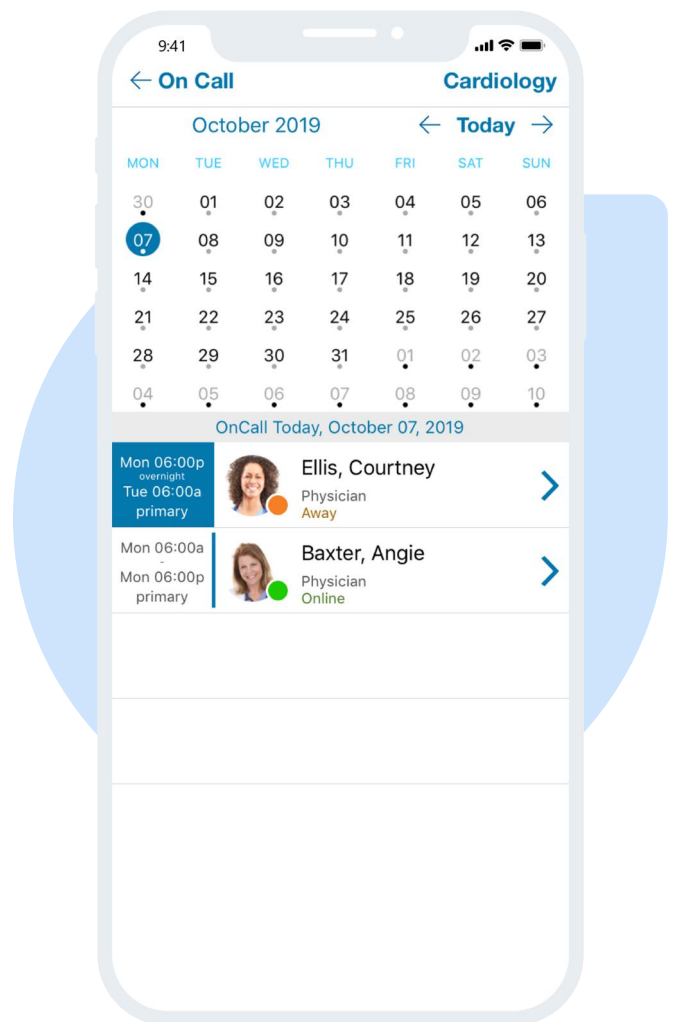 9:41
← On Call Cardiology
October 2019 ← Today →
MON TUE WED THU FRI SAT SUN
30 01 02 03 04 05 06
07 08 09 10 11 12 13
14 15 16 17 18 19 20
21 22 23 24 25 26 27
28 29 30 31 01 02 03
04 05 06 07 08 09 10
OnCall Today, October 07, 2019
Mon 06:00p
overnight
Tue 06:00a
primary
Ellis, Courtney
Physician
Away
Mon 06:00a
-
Mon 06:00p
primary
Baxter, Angie
Physician
Online